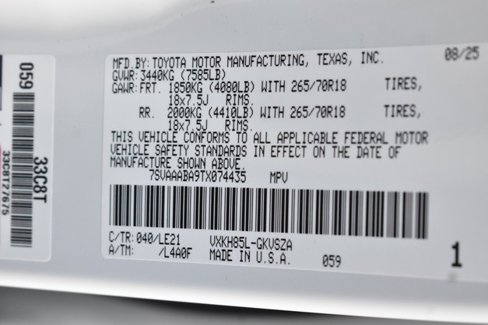 MFD.BY: TOYOTA MOTOR MANUFACTURING, TEXAS, INC. 08/25
GVWR: 3440KG (7585LB)
GAWR: FRT. 1850KG (4080LB) WITH 265/70R18 TIRES,
18x7.5J RIMS.
RR. 2000KG (4410LB) WITH 265/70R18 TIRES,
18x7.5J RIMS.
THIS VEHICLE CONFORMS TO ALL APPLICABLE FEDERAL MOTOR
VEHICLE SAFETY STANDARDS IN EFFECT ON THE DATE OF
MANUFACTURE SHOWN ABOVE.
7SVAAABA9TX074435 MPV
C/TR: 040/LE21 VXKH85L-GKVSZA 1
A/TM: /L4A0F MADE IN U.S.A. 059
059
33C8T
33C8T27675